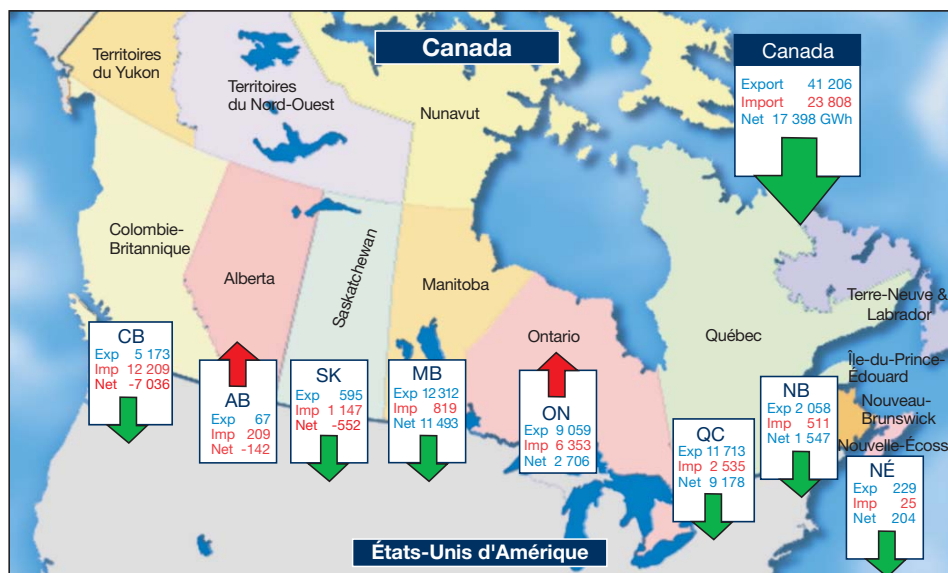 Canada
Canada
Export 41 206
Import 23 808
Net 17 398 GWh
Territoires
du Yukon
Territoires
du Nord-Ouest
Nunavut
Colombie-
Britannique
Alberta
Saskatchewan
Manitoba
Ontario
Québec
Terre-Neuve &
Labrador
Île-du-Prince-
Édouard
Nouveau-
Brunswick
Nouvelle-Écoss
CB
Exp 5 173
Imp 12 209
Net -7 036
AB
Exp 67
Imp 209
Net -142
SK
Exp 595
Imp 1 147
Net -552
MB
Exp 12 312
Imp 819
Net 11 493
ON
Exp 9 059
Imp 6 353
Net 2 706
QC
Exp 11 713
Imp 2 535
Net 9 178
NB
Exp 2 058
Imp 511
Net 1 547
NÉ
Exp 229
Imp 25
Net 204
États-Unis d'Amérique